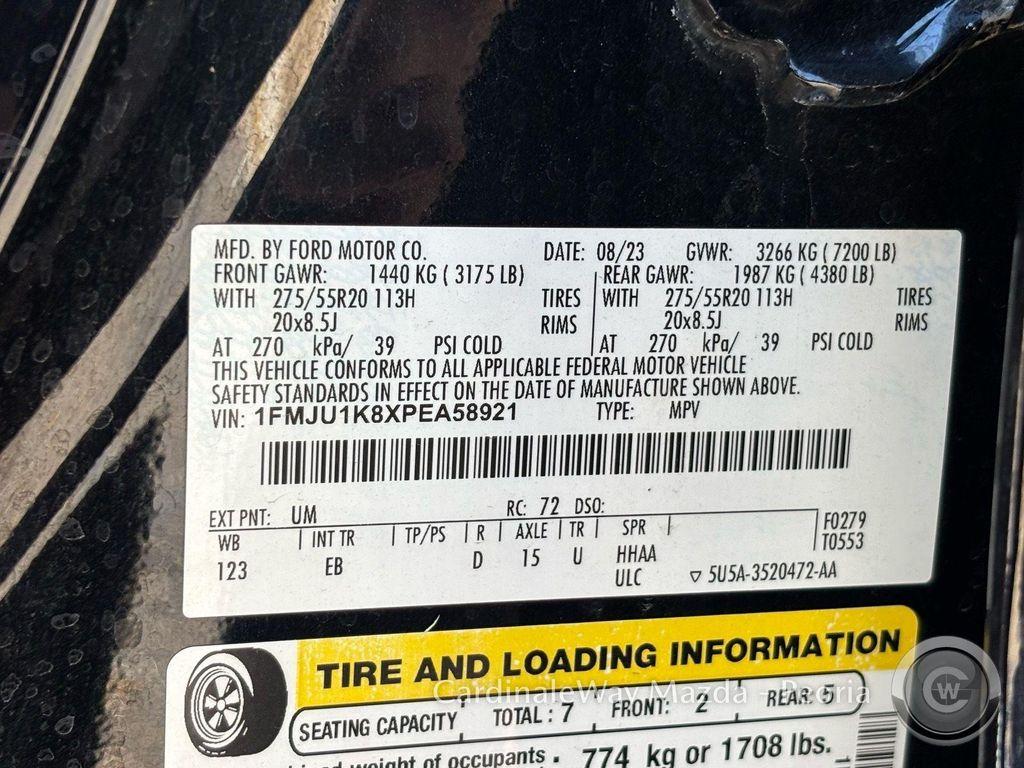 MFD. BY FORD MOTOR CO. DATE: 08/23 GVWR: 3266 KG ( 7200 LB)
FRONT GAWR: 1440 KG ( 3175 LB) REAR GAWR: 1987 KG ( 4380 LB)
WITH 275/55R20 113H TIRES WITH 275/55R20 113H TIRES
20x8.5J RIMS 20x8.5J RIMS
AT 270 kPa/ 39 PSI COLD AT 270 kPa/ 39 PSI COLD
THIS VEHICLE CONFORMS TO ALL APPLICABLE FEDERAL MOTOR VEHICLE
SAFETY STANDARDS IN EFFECT ON THE DATE OF MANUFACTURE SHOWN ABOVE.
VIN: 1FMJU1K8XPEA58921 TYPE: MPV
EXT PNT: UM RC: 72 DSO:
WB INT TR TP/PS R AXLE TR SPR F0279
T0553
123 EB D 15 U HHAA
ULC 5U5A-3520472-AA
TIRE AND LOADING INFORMATION
SEATING CAPACITY TOTAL : 7 FRONT: 2 REAR: 5
weight of occupants 774 kg or 1708 lbs.
CardinaleWay Mazda - Peoria
CWG